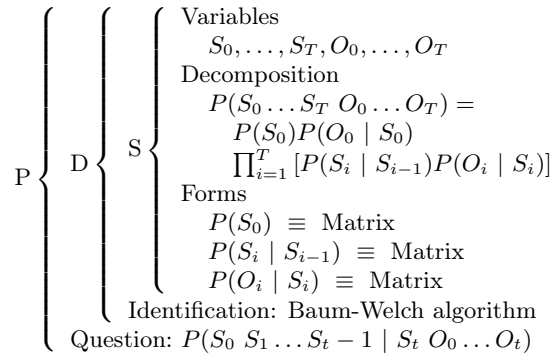 Variables
S_0, …, S_T, O_0, …, O_T
Decomposition
P(S_0 … S_T O_0 … O_T) =
P(S_0)P(O_0 | S_0)
∏_{i=1}^{T} [P(S_i | S_{i−1})P(O_i | S_i)]
P D S
Forms
P(S_0) ≡ Matrix
P(S_i | S_{i−1}) ≡ Matrix
P(O_i | S_i) ≡ Matrix
Identification: Baum-Welch algorithm
Question: P(S_0 S_1 … S_t − 1 | S_t O_0 … O_t)